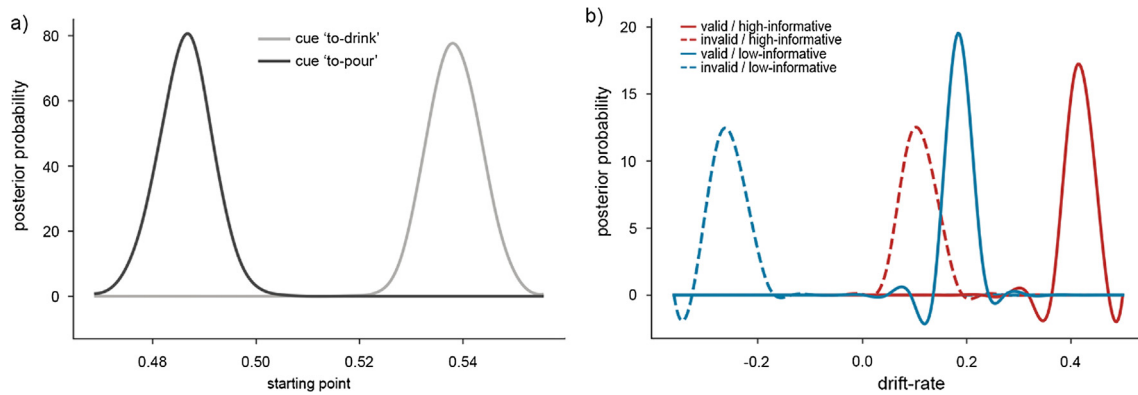 a)
80
60
40
20
0
posterior probability
cue ‘to-drink’
cue ‘to-pour’
0.48
0.50
0.52
0.54
starting point
b)
20
15
10
5
0
posterior probability
valid / high-informative
invalid / high-informative
valid / low-informative
invalid / low-informative
-0.2
0.0
0.2
0.4
drift-rate